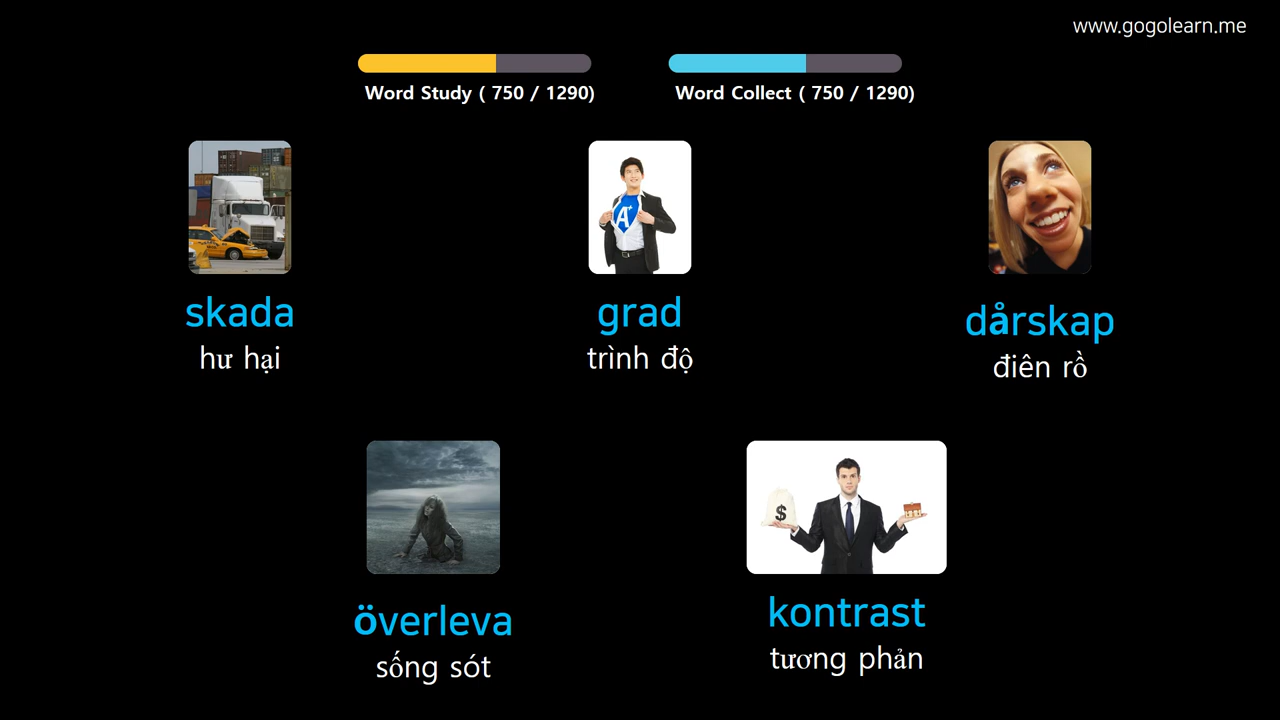 www.gogolearn.me
Word Study ( 750 / 1290)
Word Collect ( 750 / 1290)
skada
hư hại
grad
trình độ
dårskap
điên rồ
överleva
sống sót
kontrast
tương phản
A+
$